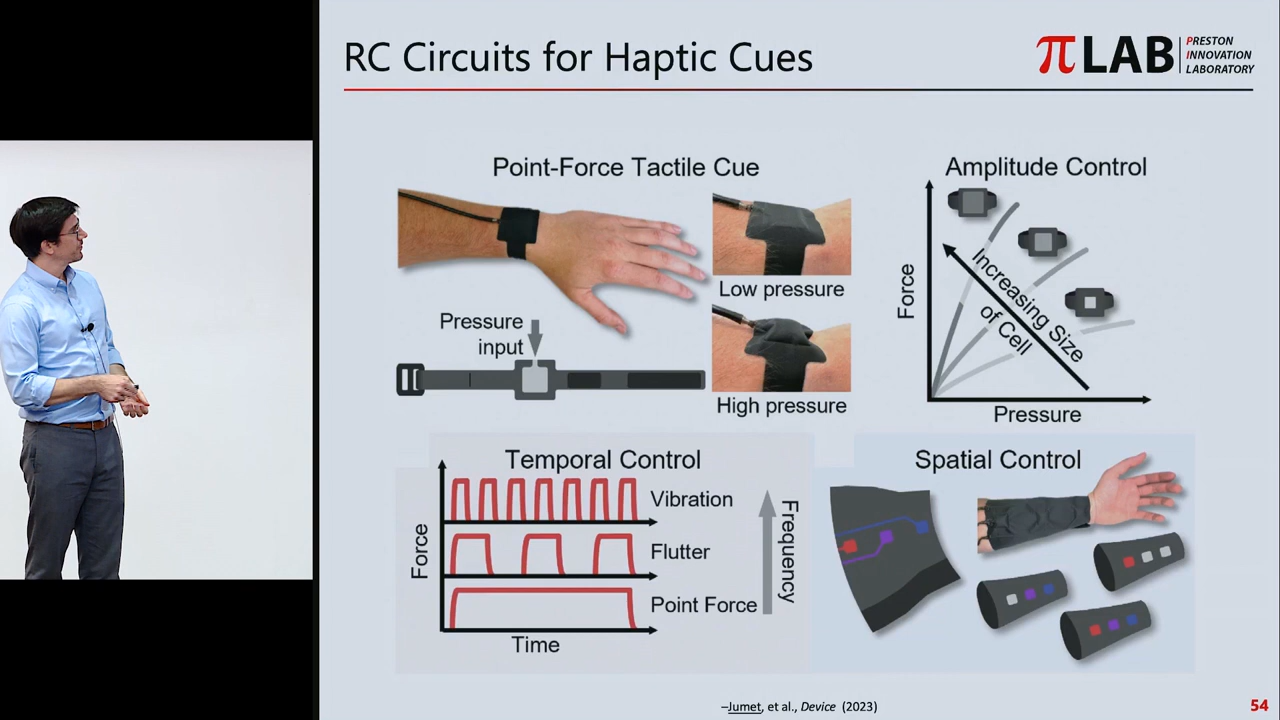 RC Circuits for Haptic Cues
πLAB
PRESTON
INNOVATION
LABORATORY
Point-Force Tactile Cue
Low pressure
Pressure
input
High pressure
Amplitude Control
Force
Increasing Size
of Cell
Pressure
Temporal Control
Force
Vibration
Flutter
Point Force
Frequency
Time
Spatial Control
–Jumet, et al., Device (2023)
54